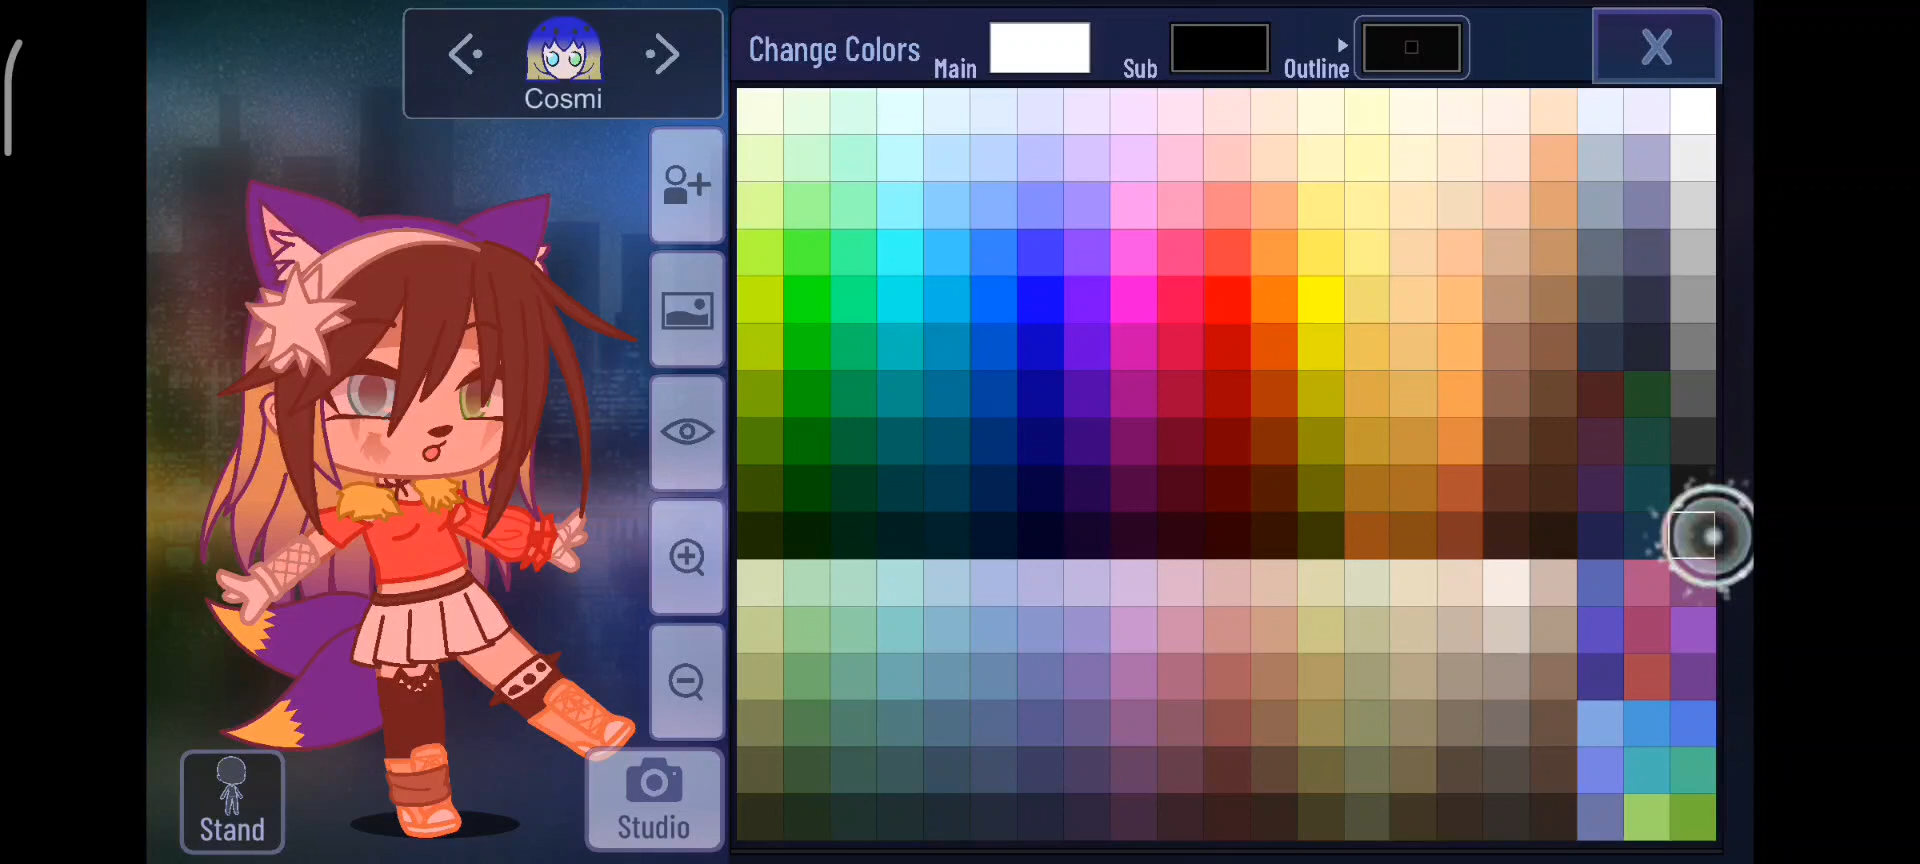 Cosmi
Change Colors
Main
Sub
Outline
X
Stand
Studio